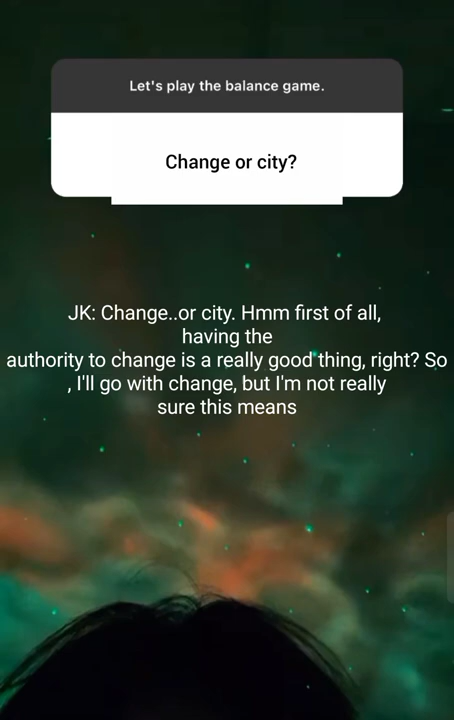 Let's play the balance game.
Change or city?
JK: Change..or city. Hmm first of all,
having the
authority to change is a really good thing, right? So
, I'll go with change, but I'm not really
sure this means